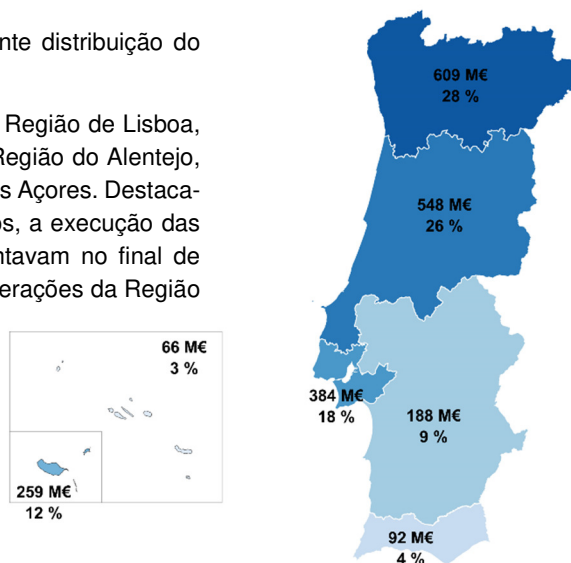 nte distribuição do
Região de Lisboa,
Região do Alentejo,
s Açores. Destaca-
os, a execução das
ntavam no final de
erações da Região
609 M€
28 %
548 M€
26 %
384 M€
18 %
188 M€
9 %
92 M€
4 %
66 M€
3 %
259 M€
12 %